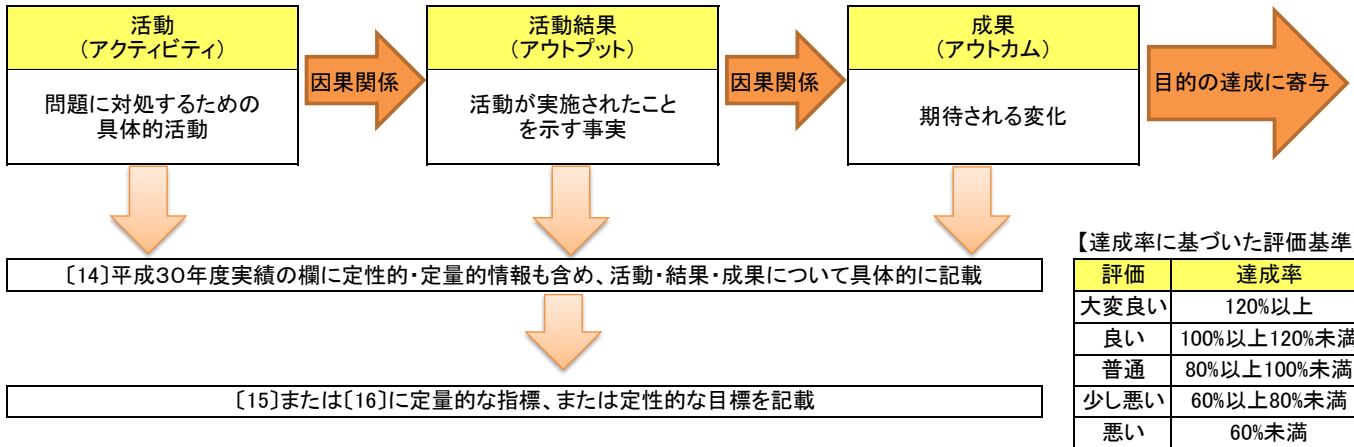 活動
（アクティビティ）
問題に対処するための
具体的活動
因果関係
活動結果
（アウトプット）
活動が実施されたこと
を示す事実
因果関係
成果
（アウトカム）
期待される変化
目的の達成に寄与
〔14〕平成３０年度実績の欄に定性的・定量的情報も含め、活動・結果・成果について具体的に記載
〔15〕または〔16〕に定量的な指標、または定性的な目標を記載
【達成率に基づいた評価基準
評価 達成率
大変良い 120%以上
良い 100%以上120%未満
普通 80%以上100%未満
少し悪い 60%以上80%未満
悪い 60%未満